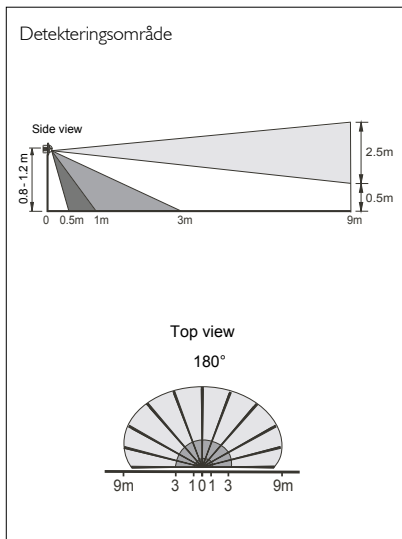 Detekteringsområde
Side view
0.8 - 1.2 m
2.5m
0.5m
0 0.5m 1m 3m 9m
Top view
180°
9m 3 1 0 1 3 9m